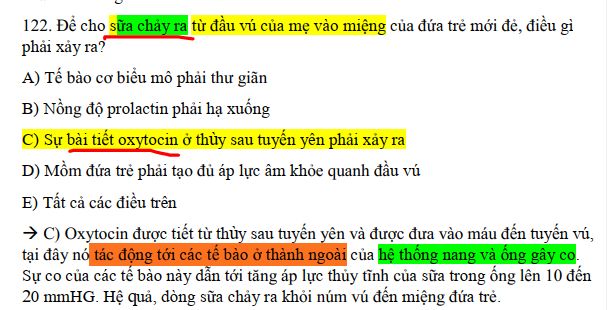 122. Để cho sữa chảy ra từ đầu vú của mẹ vào miệng của đứa trẻ mới đẻ, điều gì
phải xảy ra?
A) Tế bào cơ biểu mô phải thư giãn
B) Nồng độ prolactin phải hạ xuống
C) Sự bài tiết oxytocin ở thùy sau tuyến yên phải xảy ra
D) Mồm đứa trẻ phải tạo đủ áp lực âm khỏe quanh đầu vú
E) Tất cả các điều trên
→ C) Oxytocin được tiết từ thùy sau tuyến yên và được đưa vào máu đến tuyến vú,
tại đây nó tác động tới các tế bào ở thành ngoài của hệ thống nang và ống gây co.
Sự co của các tế bào này dẫn tới tăng áp lực thủy tĩnh của sữa trong ống lên 10 đến
20 mmHG. Hệ quả, dòng sữa chảy ra khỏi núm vú đến miệng đứa trẻ.